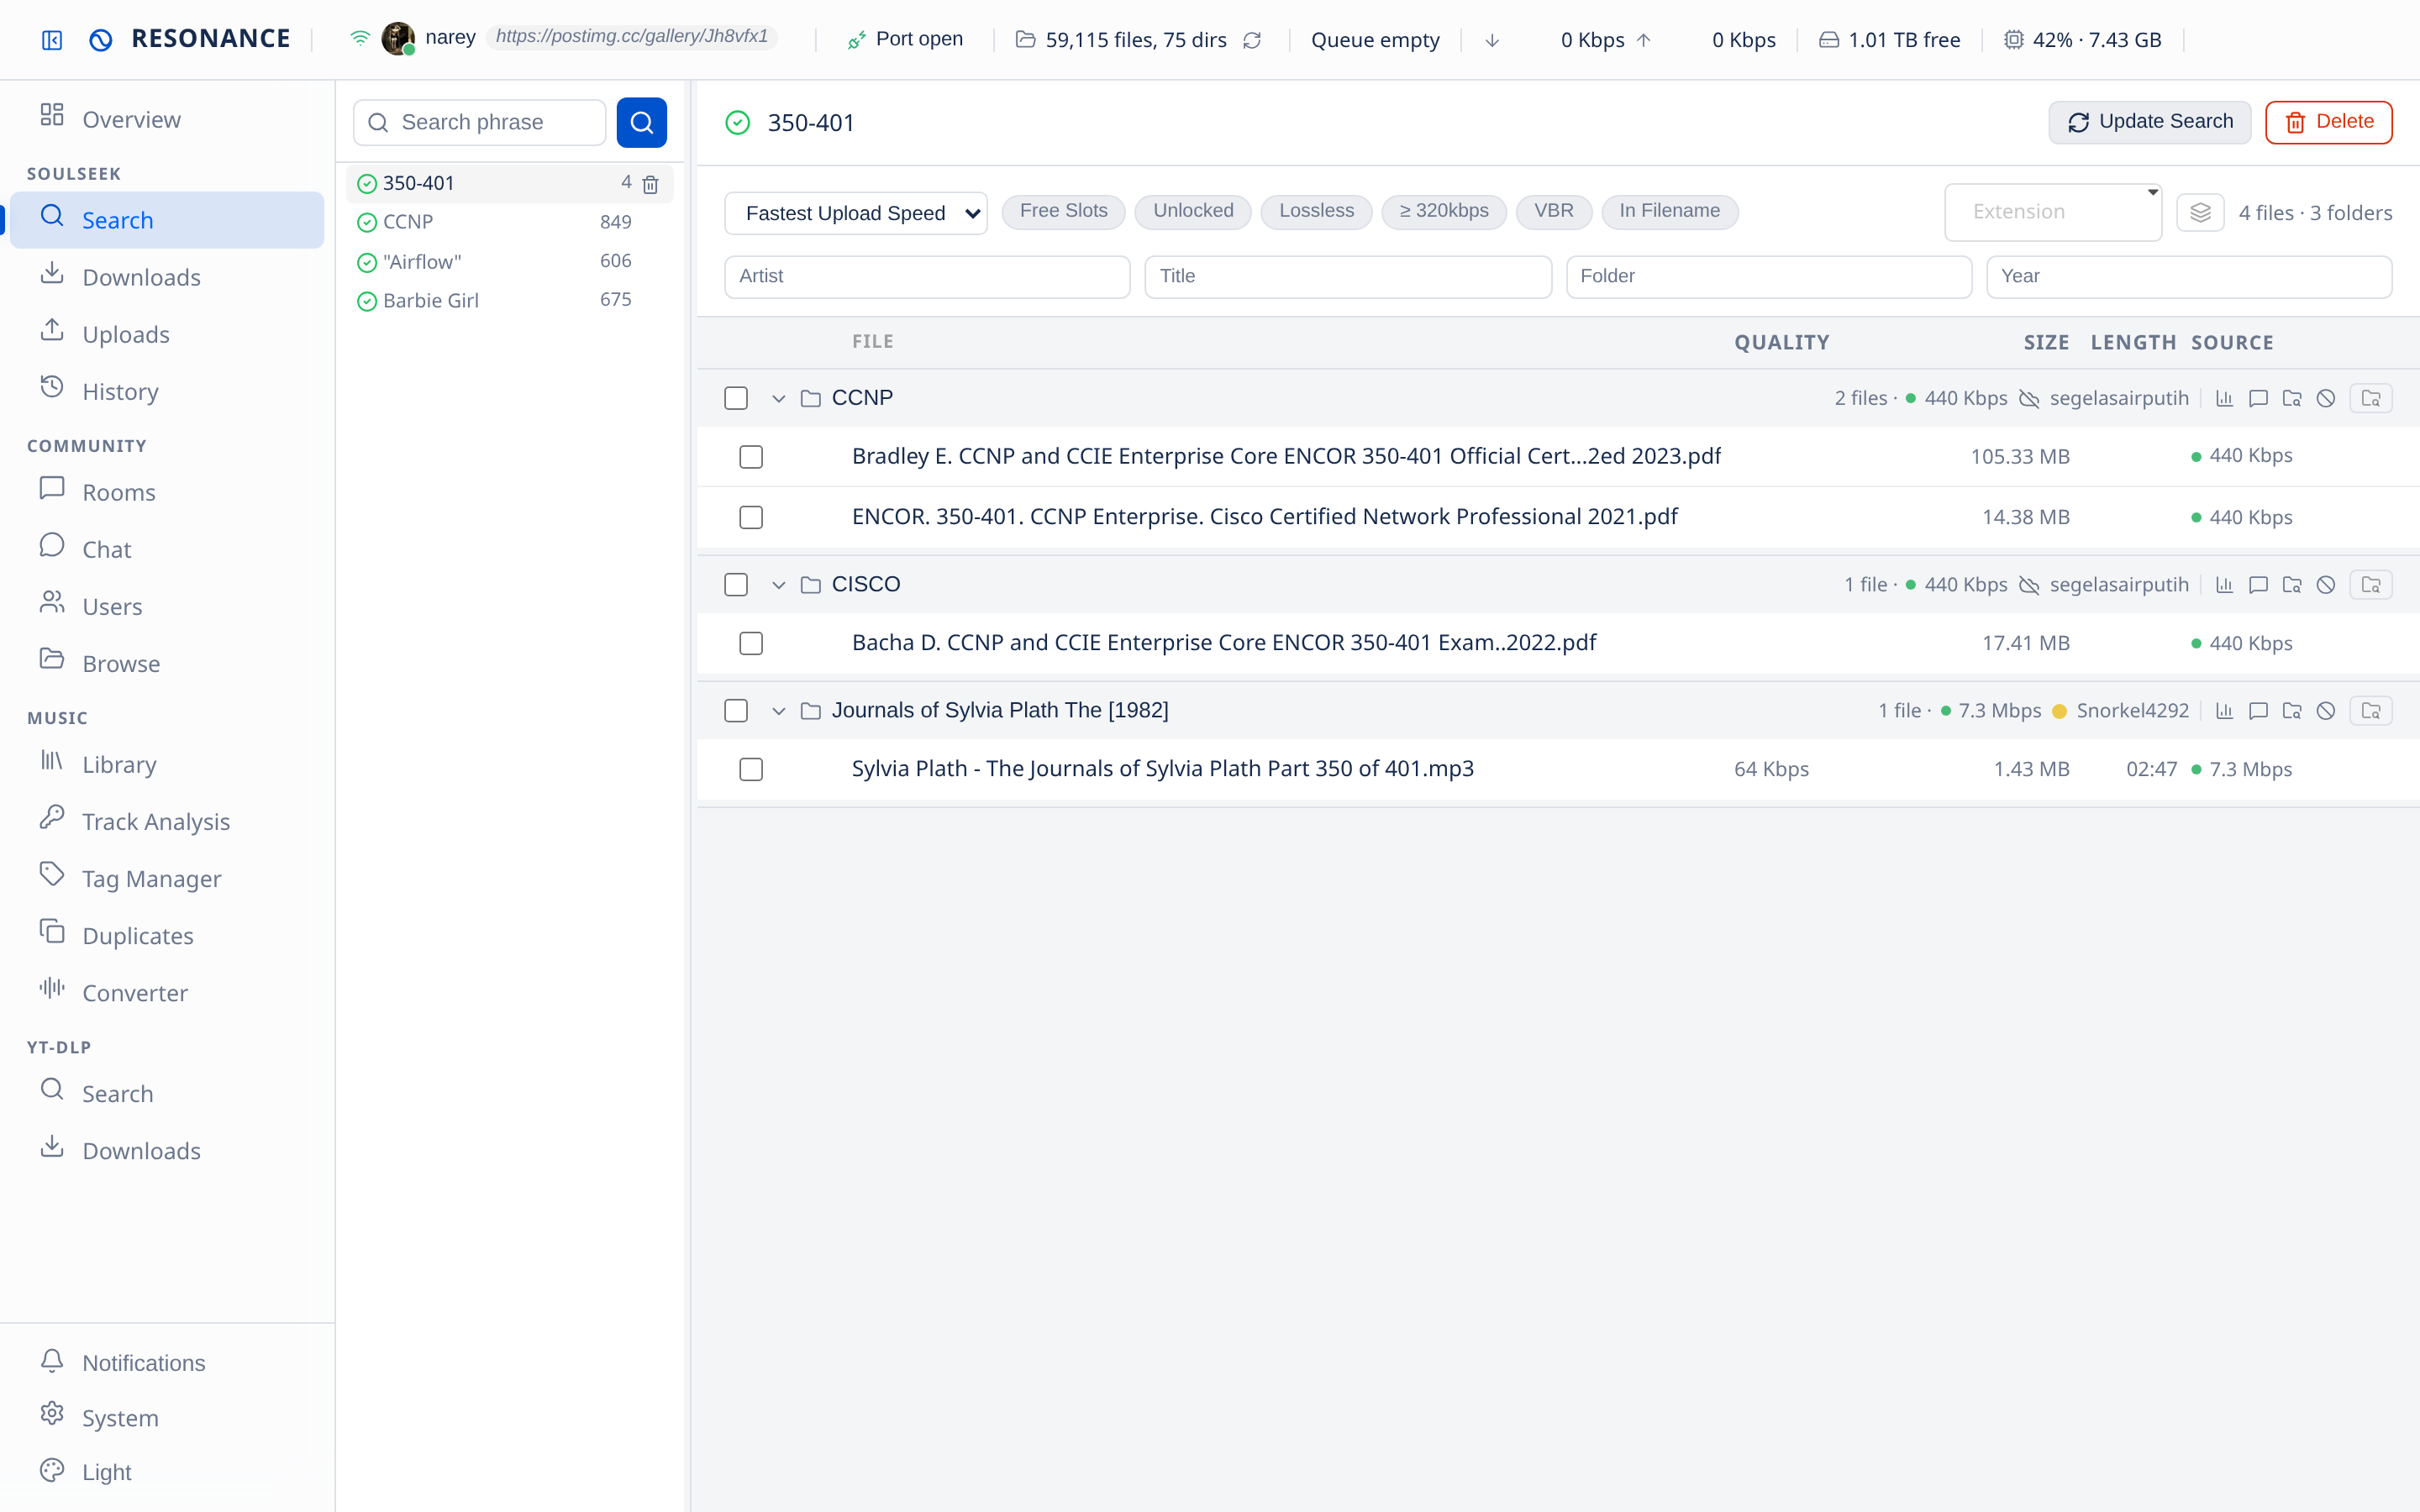 RESONANCE
narey https://postimg.cc/gallery/Jh8vfx1 Port open 59,115 files, 75 dirs Queue empty 0 Kbps 0 Kbps 1.01 TB free 42% · 7.43 GB
Overview
SOULSEEK
Search
Downloads
Uploads
History
COMMUNITY
Rooms
Chat
Users
Browse
MUSIC
Library
Track Analysis
Tag Manager
Duplicates
Converter
YT-DLP
Search
Downloads
Notifications
System
Light
Search phrase
350-401 4
CCNP 849
"Airflow" 606
Barbie Girl 675
350-401 Update Search Delete
Fastest Upload Speed Free Slots Unlocked Lossless ≥ 320kbps VBR In Filename Extension 4 files · 3 folders
Artist Title Folder Year
FILE QUALITY SIZE LENGTH SOURCE
CCNP 2 files · 440 Kbps segelasairputih
Bradley E. CCNP and CCIE Enterprise Core ENCOR 350-401 Official Cert...2ed 2023.pdf 105.33 MB 440 Kbps
ENCOR. 350-401. CCNP Enterprise. Cisco Certified Network Professional 2021.pdf 14.38 MB 440 Kbps
CISCO 1 file · 440 Kbps segelasairputih
Bacha D. CCNP and CCIE Enterprise Core ENCOR 350-401 Exam..2022.pdf 17.41 MB 440 Kbps
Journals of Sylvia Plath The [1982] 1 file · 7.3 Mbps Snorkel4292
Sylvia Plath - The Journals of Sylvia Plath Part 350 of 401.mp3 64 Kbps 1.43 MB 02:47 7.3 Mbps